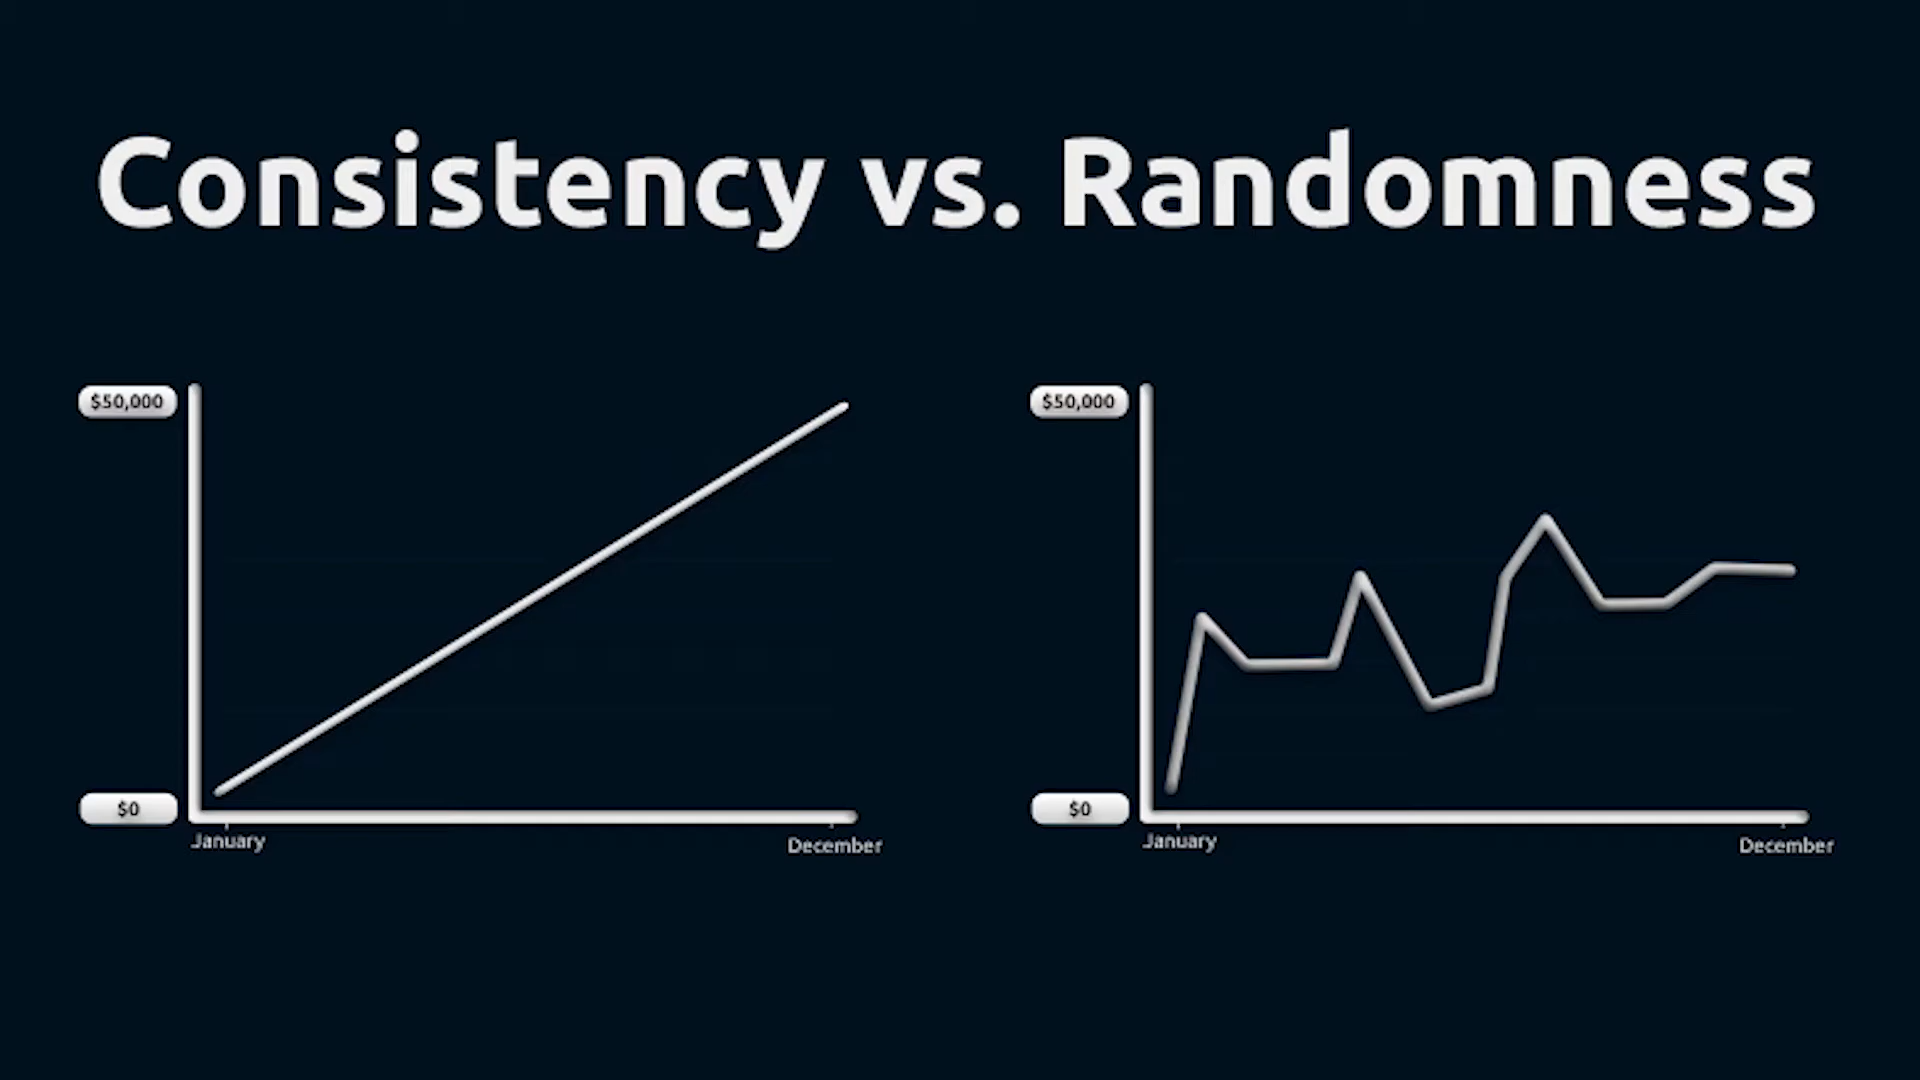 Consistency vs. Randomness
$50,000
$0
January
December
$50,000
$0
January
December